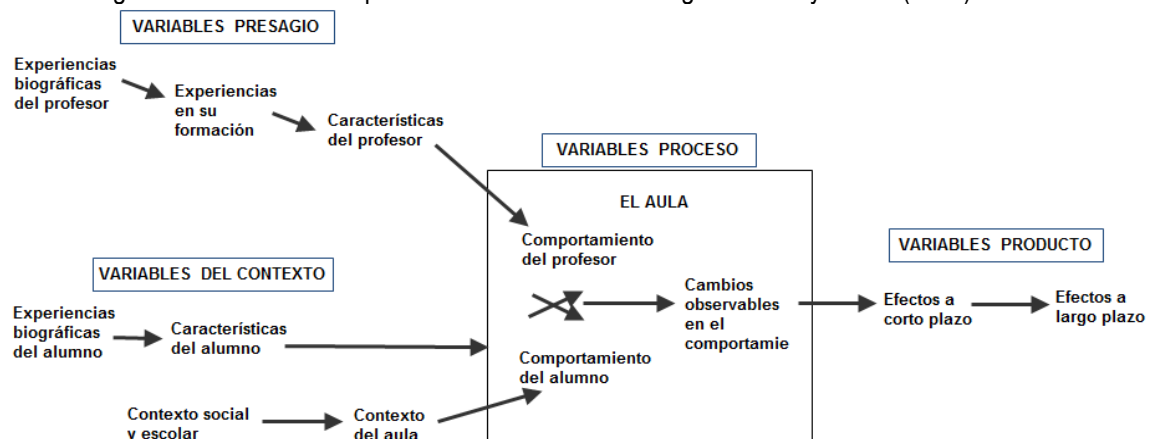 VARIABLES PRESAGIO
Experiencias
biográficas
del profesor
Experiencias
en su
formación
Características
del profesor
VARIABLES PROCESO
EL AULA
Comportamiento
del profesor
VARIABLES PRODUCTO
VARIABLES DEL CONTEXTO
Cambios
observables
en el
comportamie
Efectos a
corto plazo
Efectos a
largo plazo
Experiencias
biográficas
del alumno
Características
del alumno
Comportamiento
del alumno
Contexto social
y escolar
Contexto
del aula